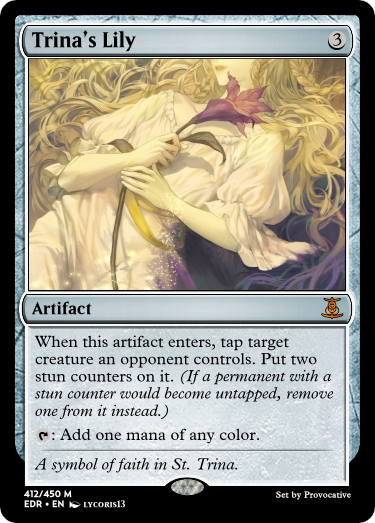 Trina's Lily 3
Artifact
When this artifact enters, tap target
creature an opponent controls. Put two
stun counters on it. (If a permanent with a
stun counter would become untapped, remove
one from it instead.)
: Add one mana of any color.
A symbol of faith in St. Trina.
412/450 M
EDR • EN LYCORIS13
Set by Provocative